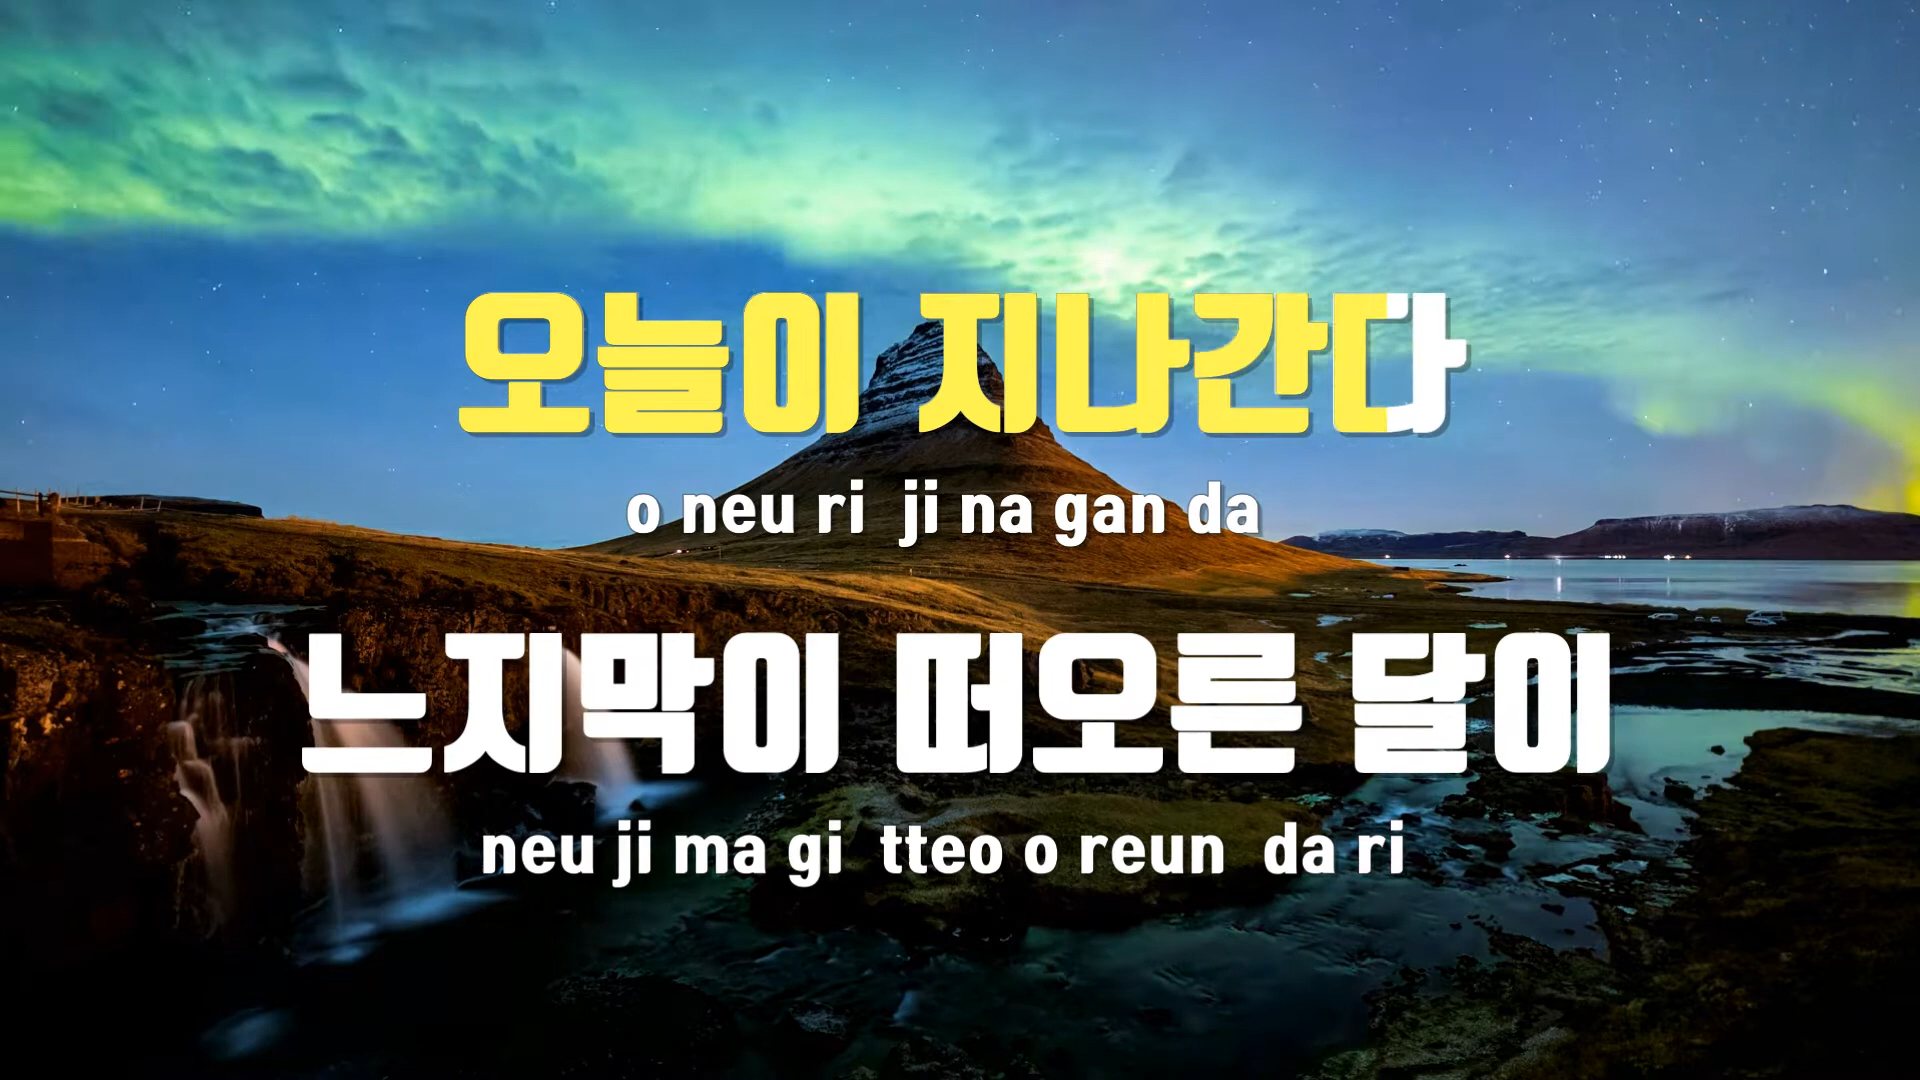 오늘이 지나간다
o neu ri ji na gan da
느지막이 떠오른 달이
neu ji ma gi tteo o reun da ri